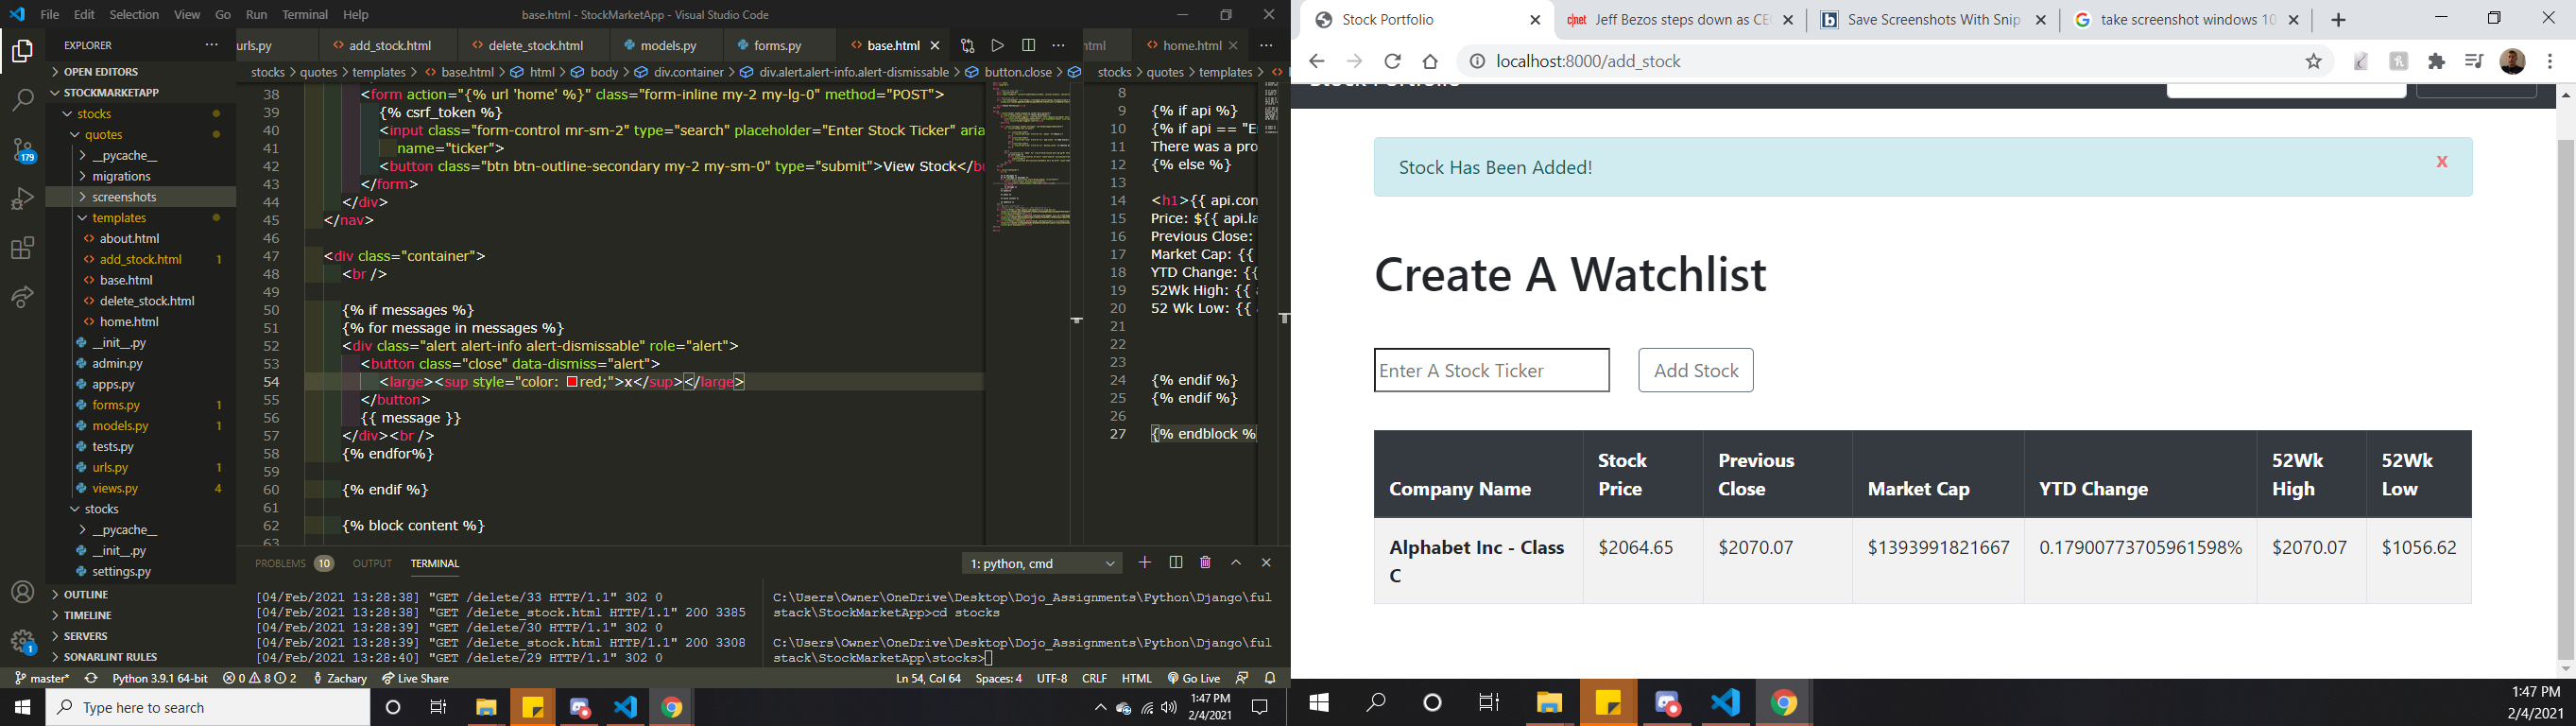 File Edit Selection View Go Run Terminal Help
base.html - StockMarketApp - Visual Studio Code
EXPLORER
OPEN EDITORS
STOCKMARKETAPP
stocks
quotes
__pycache__
migrations
screenshots
templates
about.html
add_stock.html 1
base.html
delete_stock.html
home.html
__init__.py
admin.py
apps.py
forms.py 1
models.py 1
tests.py
urls.py 1
views.py 4
stocks
__pycache__
__init__.py
settings.py
OUTLINE
TIMELINE
SERVERS
SONARLINT RULES
179
1
urls.py add_stock.html delete_stock.html models.py forms.py base.html
stocks > quotes > templates > base.html > html > body > div.container > div.alert.alert-info.alert-dismissable > button.close >
38 <form action="{% url 'home' %}" class="form-inline my-2 my-lg-0" method="POST">
39 {% csrf_token %}
40 <input class="form-control mr-sm-2" type="search" placeholder="Enter Stock Ticker" aria
41 name="ticker">
42 <button class="btn btn-outline-secondary my-2 my-sm-0" type="submit">View Stock</bu
43 </form>
44 </div>
45 </nav>
46
47 <div class="container">
48 <br />
49
50 {% if messages %}
51 {% for message in messages %}
52 <div class="alert alert-info alert-dismissable" role="alert">
53 <button class="close" data-dismiss="alert">
54 <large><sup style="color: red;">x</sup></large>
55 </button>
56 {{ message }}
57 </div><br />
58 {% endfor%}
59
60 {% endif %}
61
62 {% block content %}
63
html home.html
stocks > quotes > templates >
8
9 {% if api %}
10 {% if api == "E
11 There was a pro
12 {% else %}
13
14 <h1>{{ api.con
15 Price: ${{ api.la
16 Previous Close:
17 Market Cap: {{
18 YTD Change: {{
19 52Wk High: {{
20 52 Wk Low: {{
21
22
23
24 {% endif %}
25 {% endif %}
26
27 {% endblock %
PROBLEMS 10 OUTPUT TERMINAL
1: python, cmd
[04/Feb/2021 13:28:38] "GET /delete/33 HTTP/1.1" 302 0
[04/Feb/2021 13:28:38] "GET /delete_stock.html HTTP/1.1" 200 3385
[04/Feb/2021 13:28:39] "GET /delete/30 HTTP/1.1" 302 0
[04/Feb/2021 13:28:39] "GET /delete_stock.html HTTP/1.1" 200 3308
[04/Feb/2021 13:28:40] "GET /delete/29 HTTP/1.1" 302 0
C:\Users\Owner\OneDrive\Desktop\Dojo_Assignments\Python\Django\ful
stack\StockMarketApp>cd stocks
C:\Users\Owner\OneDrive\Desktop\Dojo_Assignments\Python\Django\ful
stack\StockMarketApp\stocks>
master* Python 3.9.1 64-bit 0 8 2 Zachary Live Share Ln 54, Col 64 Spaces: 4 UTF-8 CRLF HTML Go Live
Type here to search
1:47 PM
2/4/2021
Stock Portfolio
c|net Jeff Bezos steps down as CE
Save Screenshots With Snip
take screenshot windows 10
localhost:8000/add_stock
Stock Has Been Added!
x
Create A Watchlist
Enter A Stock Ticker Add Stock
Company Name Stock Price Previous Close Market Cap YTD Change 52Wk High 52Wk Low
Alphabet Inc - Class C $2064.65 $2070.07 $1393991821667 0.17900773705961598% $2070.07 $1056.62
1:47 PM
2/4/2021